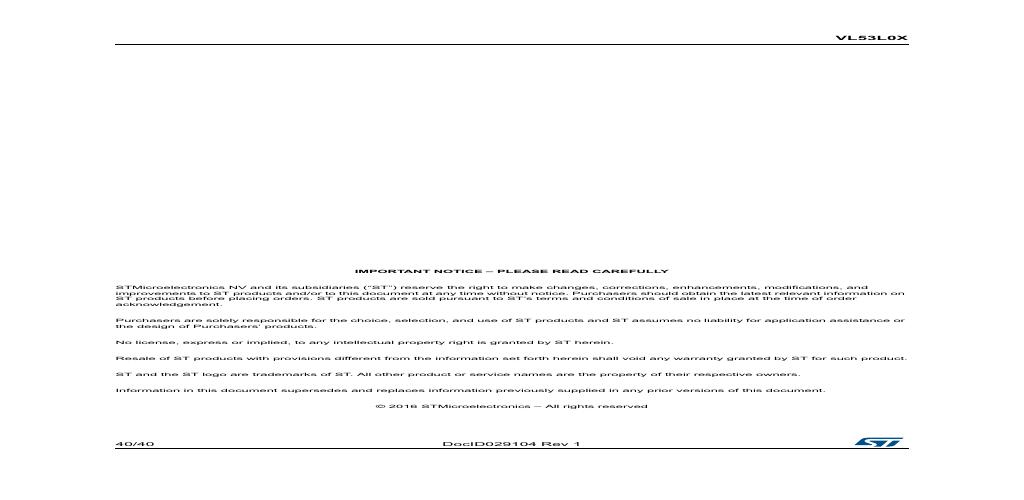 VL53L0X
IMPORTANT NOTICE – PLEASE READ CAREFULLY
STMicroelectronics NV and its subsidiaries ("ST") reserve the right to make changes, corrections, enhancements, modifications, and
improvements to ST products and/or to this document at any time without notice. Purchasers should obtain the latest relevant information on
ST products before placing orders. ST products are sold pursuant to ST's terms and conditions of sale in place at the time of order
acknowledgement.
Purchasers are solely responsible for the choice, selection, and use of ST products and ST assumes no liability for application assistance or
the design of Purchasers' products.
No license, express or implied, to any intellectual property right is granted by ST herein.
Resale of ST products with provisions different from the information set forth herein shall void any warranty granted by ST for such product.
ST and the ST logo are trademarks of ST. All other product or service names are the property of their respective owners.
Information in this document supersedes and replaces information previously supplied in any prior versions of this document.
© 2016 STMicroelectronics – All rights reserved
40/40 DocID029104 Rev 1 ST